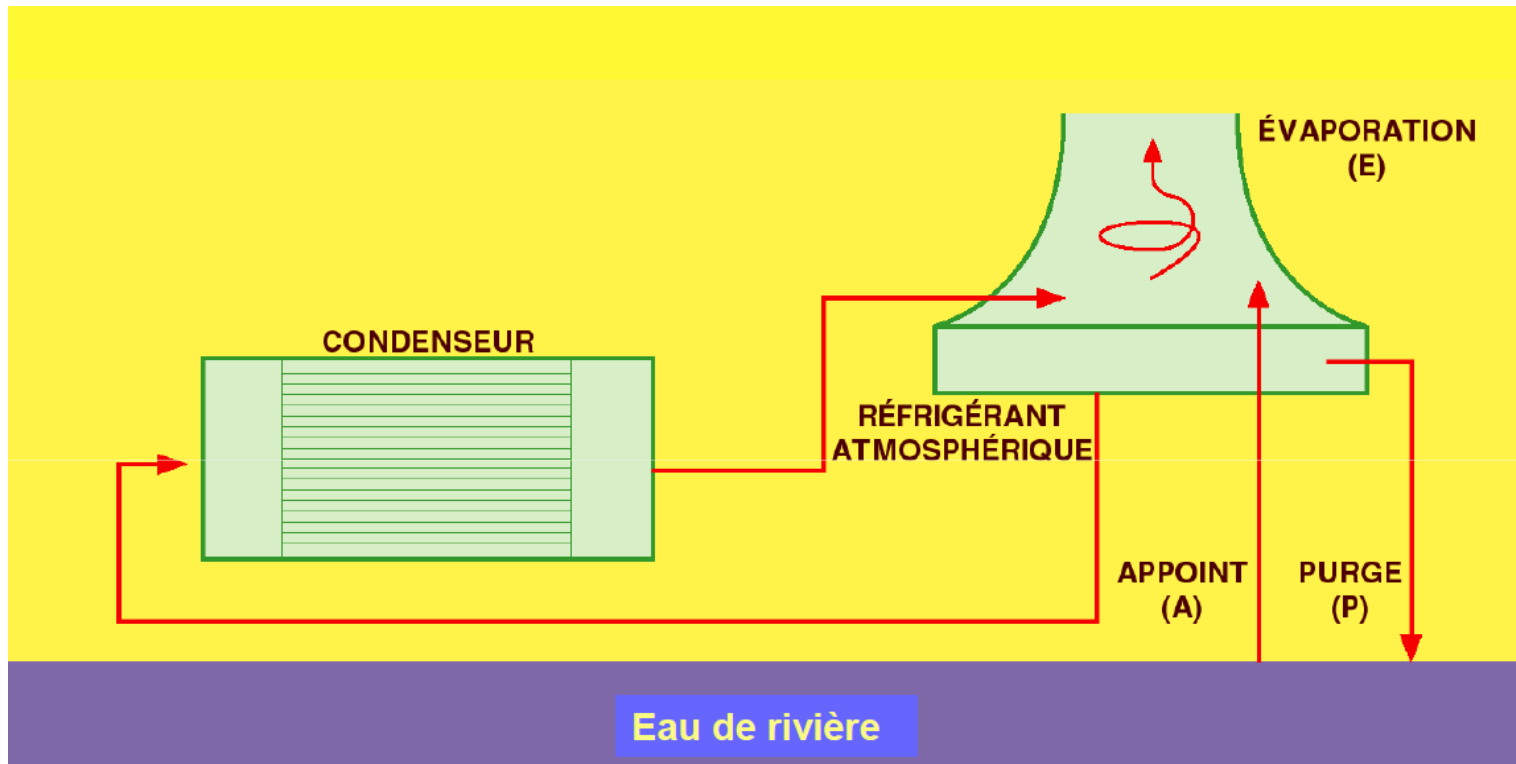 ÉVAPORATION
(E)
CONDENSEUR
RÉFRIGÉRANT
ATMOSPHÉRIQUE
APPOINT
(A)
PURGE
(P)
Eau de rivière